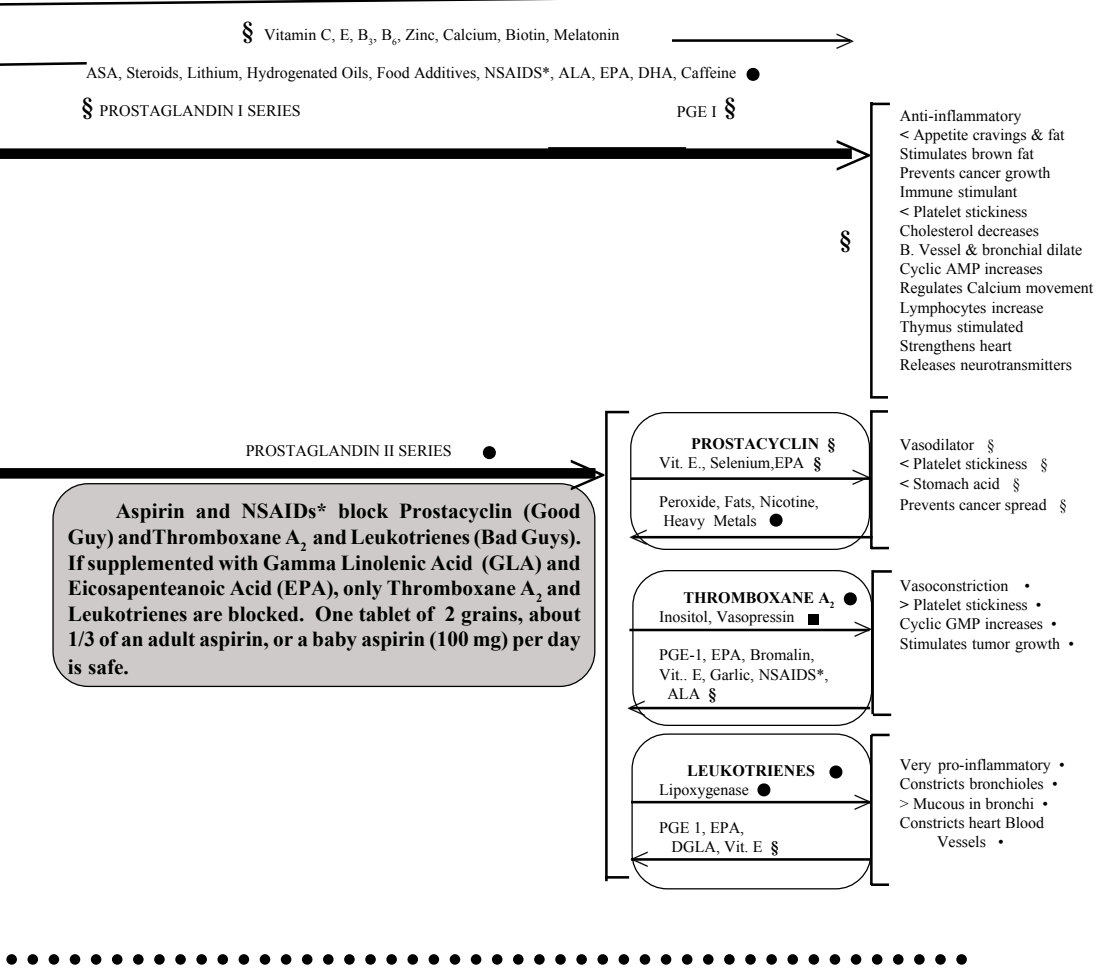 § Vitamin C, E, B₃, B₆, Zinc, Calcium, Biotin, Melatonin
ASA, Steroids, Lithium, Hydrogenated Oils, Food Additives, NSAIDS*, ALA, EPA, DHA, Caffeine ●
§ PROSTAGLANDIN I SERIES
PGE I §
Anti-inflammatory
< Appetite cravings & fat
Stimulates brown fat
Prevents cancer growth
Immune stimulant
< Platelet stickiness
Cholesterol decreases
B. Vessel & bronchial dilate
Cyclic AMP increases
Regulates Calcium movement
Lymphocytes increase
Thymus stimulated
Strengthens heart
Releases neurotransmitters
§
PROSTAGLANDIN II SERIES ●
Aspirin and NSAIDs* block Prostacyclin (Good
Guy) andThromboxane A₂ and Leukotrienes (Bad Guys).
If supplemented with Gamma Linolenic Acid (GLA) and
Eicosapenteanoic Acid (EPA), only Thromboxane A₂ and
Leukotrienes are blocked. One tablet of 2 grains, about
1/3 of an adult aspirin, or a baby aspirin (100 mg) per day
is safe.
PROSTACYCLIN §
Vit. E., Selenium,EPA §
Peroxide, Fats, Nicotine,
Heavy Metals ●
Vasodilator §
< Platelet stickiness §
< Stomach acid §
Prevents cancer spread §
THROMBOXANE A₂ ●
Inositol, Vasopressin ■
PGE-1, EPA, Bromalin,
Vit.. E, Garlic, NSAIDS*,
ALA §
Vasoconstriction •
> Platelet stickiness •
Cyclic GMP increases •
Stimulates tumor growth •
LEUKOTRIENES ●
Lipoxygenase ●
PGE 1, EPA,
DGLA, Vit. E §
Very pro-inflammatory •
Constricts bronchioles •
> Mucous in bronchi •
Constricts heart Blood
Vessels •